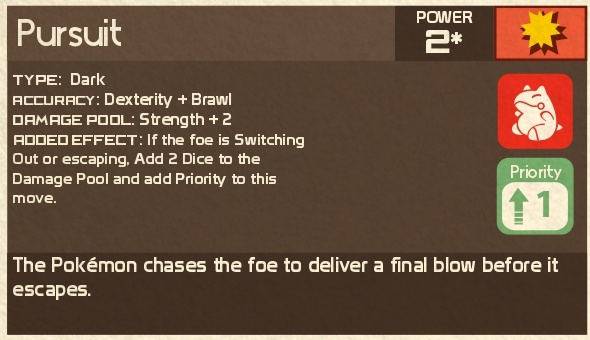 Pursuit
POWER
2*
TYPE: Dark
ACCURACY: Dexterity + Brawl
DAMAGE POOL: Strength + 2
ADDED EFFECT: If the foe is Switching
Out or escaping, Add 2 Dice to the
Damage Pool and add Priority to this
move.
Priority
1
The Pokémon chases the foe to deliver a final blow before it
escapes.